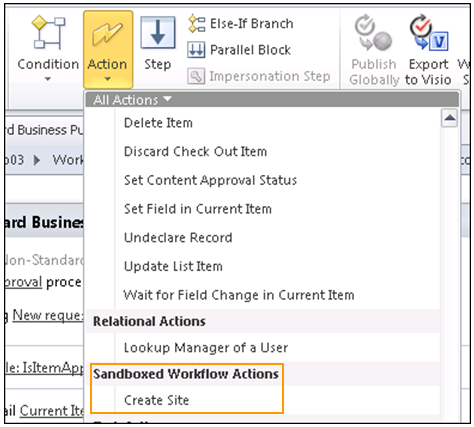 Condition
Action
Step
Else-If Branch
Parallel Block
Impersonation Step
Publish
Globally
Export
to Visio
All Actions
Delete Item
Discard Check Out Item
Set Content Approval Status
Set Field in Current Item
Undeclare Record
Update List Item
Wait for Field Change in Current Item
Relational Actions
Lookup Manager of a User
Sandboxed Workflow Actions
Create Site
rd Business Pu
o03
Work
ard Busines
Non-Standard
proval proce
g New reque
le: IsItemApp
ail Current Ite